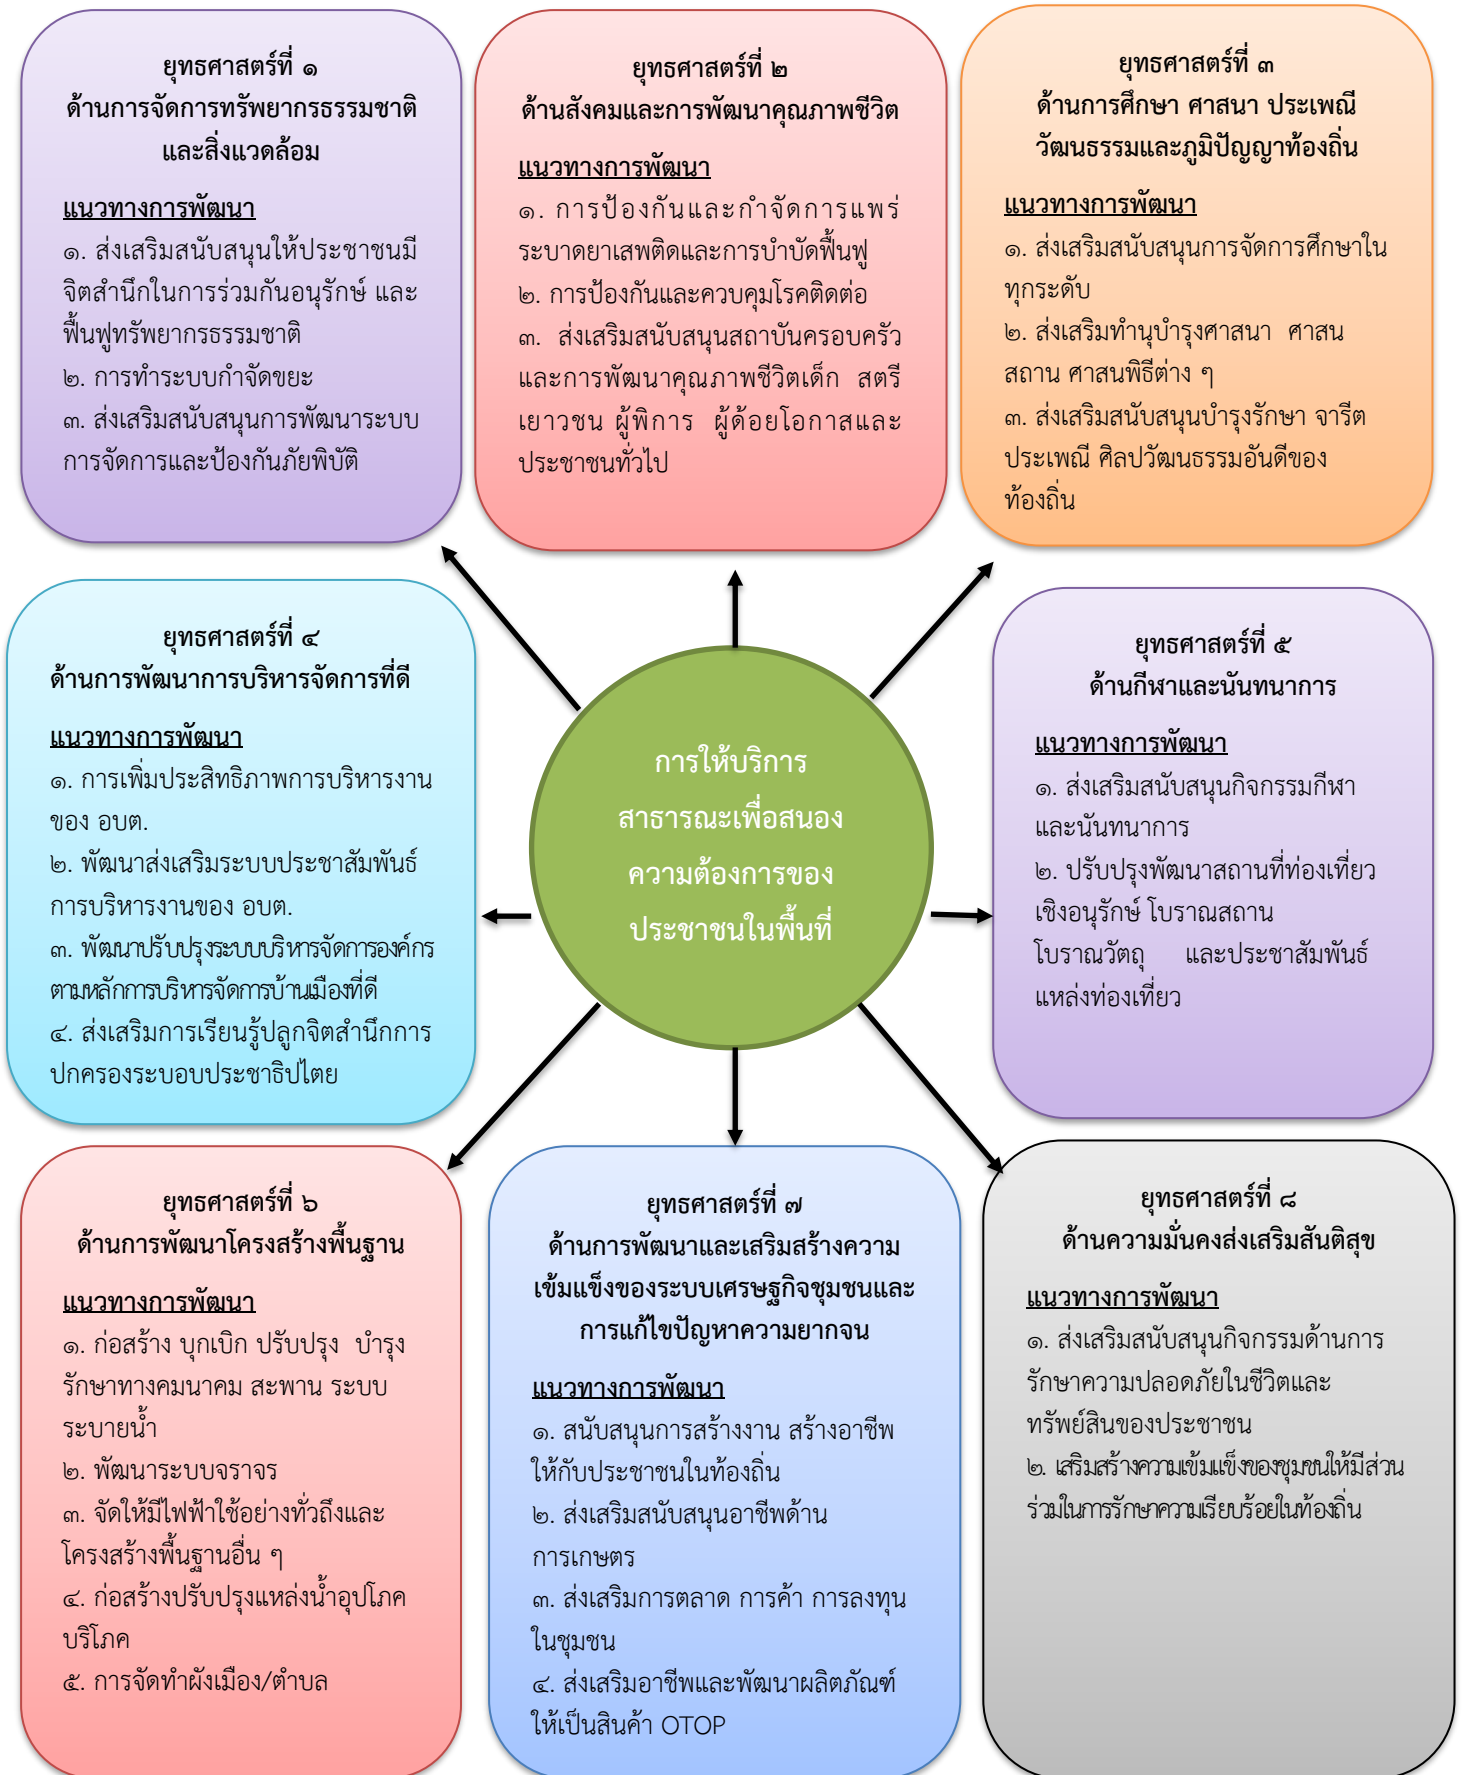 ยุทธศาสตร์ที่ ๑
ด้านการจัดการทรัพยากรธรรมชาติ
และสิ่งแวดล้อม
แนวทางการพัฒนา
๑. ส่งเสริมสนับสนุนให้ประชาชนมี
จิตสำนึกในการร่วมกันอนุรักษ์ และ
ฟื้นฟูทรัพยากรธรรมชาติ
๒. การทำระบบกำจัดขยะ
๓. ส่งเสริมสนับสนุนการพัฒนาระบบ
การจัดการและป้องกันภัยพิบัติ
ยุทธศาสตร์ที่ ๒
ด้านสังคมและการพัฒนาคุณภาพชีวิต
แนวทางการพัฒนา
๑. การป้องกันและกำจัดการแพร่
ระบาดยาเสพติดและการบำบัดฟื้นฟู
๒. การป้องกันและควบคุมโรคติดต่อ
๓. ส่งเสริมสนับสนุนสถาบันครอบครัว
และการพัฒนาคุณภาพชีวิตเด็ก สตรี
เยาวชน ผู้พิการ ผู้ด้อยโอกาสและ
ประชาชนทั่วไป
ยุทธศาสตร์ที่ ๓
ด้านการศึกษา ศาสนา ประเพณี
วัฒนธรรมและภูมิปัญญาท้องถิ่น
แนวทางการพัฒนา
๑. ส่งเสริมสนับสนุนการจัดการศึกษาใน
ทุกระดับ
๒. ส่งเสริมทำนุบำรุงศาสนา ศาสน
สถาน ศาสนพิธีต่าง ๆ
๓. ส่งเสริมสนับสนุนบำรุงรักษา จารีต
ประเพณี ศิลปวัฒนธรรมอันดีของ
ท้องถิ่น
ยุทธศาสตร์ที่ ๔
ด้านการพัฒนาการบริหารจัดการที่ดี
แนวทางการพัฒนา
๑. การเพิ่มประสิทธิภาพการบริหารงาน
ของ อบต.
๒. พัฒนาส่งเสริมระบบประชาสัมพันธ์
การบริหารงานของ อบต.
๓. พัฒนาปรับปรุงระบบบริหารจัดการองค์กร
ตามหลักการบริหารจัดการบ้านเมืองที่ดี
๔. ส่งเสริมการเรียนรู้ปลูกจิตสำนึกการ
ปกครองระบอบประชาธิปไตย
การให้บริการ
สาธารณะเพื่อสนอง
ความต้องการของ
ประชาชนในพื้นที่
ยุทธศาสตร์ที่ ๕
ด้านกีฬาและนันทนาการ
แนวทางการพัฒนา
๑. ส่งเสริมสนับสนุนกิจกรรมกีฬา
และนันทนาการ
๒. ปรับปรุงพัฒนาสถานที่ท่องเที่ยว
เชิงอนุรักษ์ โบราณสถาน
โบราณวัตถุ และประชาสัมพันธ์
แหล่งท่องเที่ยว
ยุทธศาสตร์ที่ ๖
ด้านการพัฒนาโครงสร้างพื้นฐาน
แนวทางการพัฒนา
๑. ก่อสร้าง บุกเบิก ปรับปรุง บำรุง
รักษาทางคมนาคม สะพาน ระบบ
ระบายน้ำ
๒. พัฒนาระบบจราจร
๓. จัดให้มีไฟฟ้าใช้อย่างทั่วถึงและ
โครงสร้างพื้นฐานอื่น ๆ
๔. ก่อสร้างปรับปรุงแหล่งน้ำอุปโภค
บริโภค
๕. การจัดทำผังเมือง/ตำบล
ยุทธศาสตร์ที่ ๗
ด้านการพัฒนาและเสริมสร้างความ
เข้มแข็งของระบบเศรษฐกิจชุมชนและ
การแก้ไขปัญหาความยากจน
แนวทางการพัฒนา
๑. สนับสนุนการสร้างงาน สร้างอาชีพ
ให้กับประชาชนในท้องถิ่น
๒. ส่งเสริมสนับสนุนอาชีพด้าน
การเกษตร
๓. ส่งเสริมการตลาด การค้า การลงทุน
ในชุมชน
๔. ส่งเสริมอาชีพและพัฒนาผลิตภัณฑ์
ให้เป็นสินค้า OTOP
ยุทธศาสตร์ที่ ๘
ด้านความมั่นคงส่งเสริมสันติสุข
แนวทางการพัฒนา
๑. ส่งเสริมสนับสนุนกิจกรรมด้านการ
รักษาความปลอดภัยในชีวิตและ
ทรัพย์สินของประชาชน
๒. เสริมสร้างความเข้มแข็งของชุมชนให้มีส่วน
ร่วมในการรักษาความเรียบร้อยในท้องถิ่น